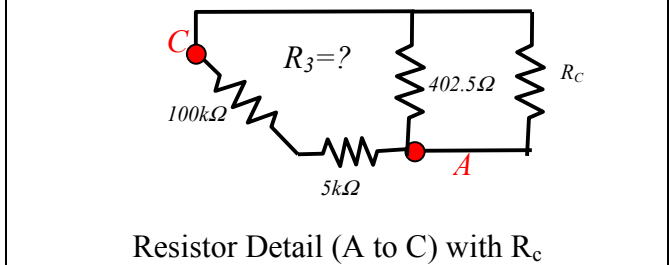 C
R3=?
402.5Ω
RC
100kΩ
A
5kΩ
Resistor Detail (A to C) with Rc